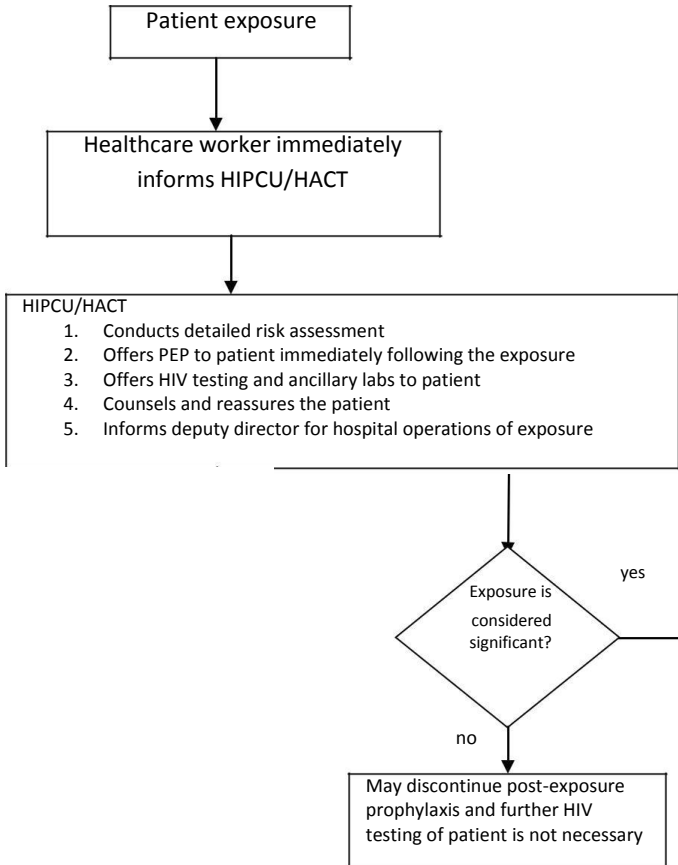 Patient exposure
Healthcare worker immediately
informs HIPCU/HACT
HIPCU/HACT
1. Conducts detailed risk assessment
2. Offers PEP to patient immediately following the exposure
3. Offers HIV testing and ancillary labs to patient
4. Counsels and reassures the patient
5. Informs deputy director for hospital operations of exposure
yes
Exposure is
considered
significant?
no
May discontinue post-exposure
prophylaxis and further HIV
testing of patient is not necessary